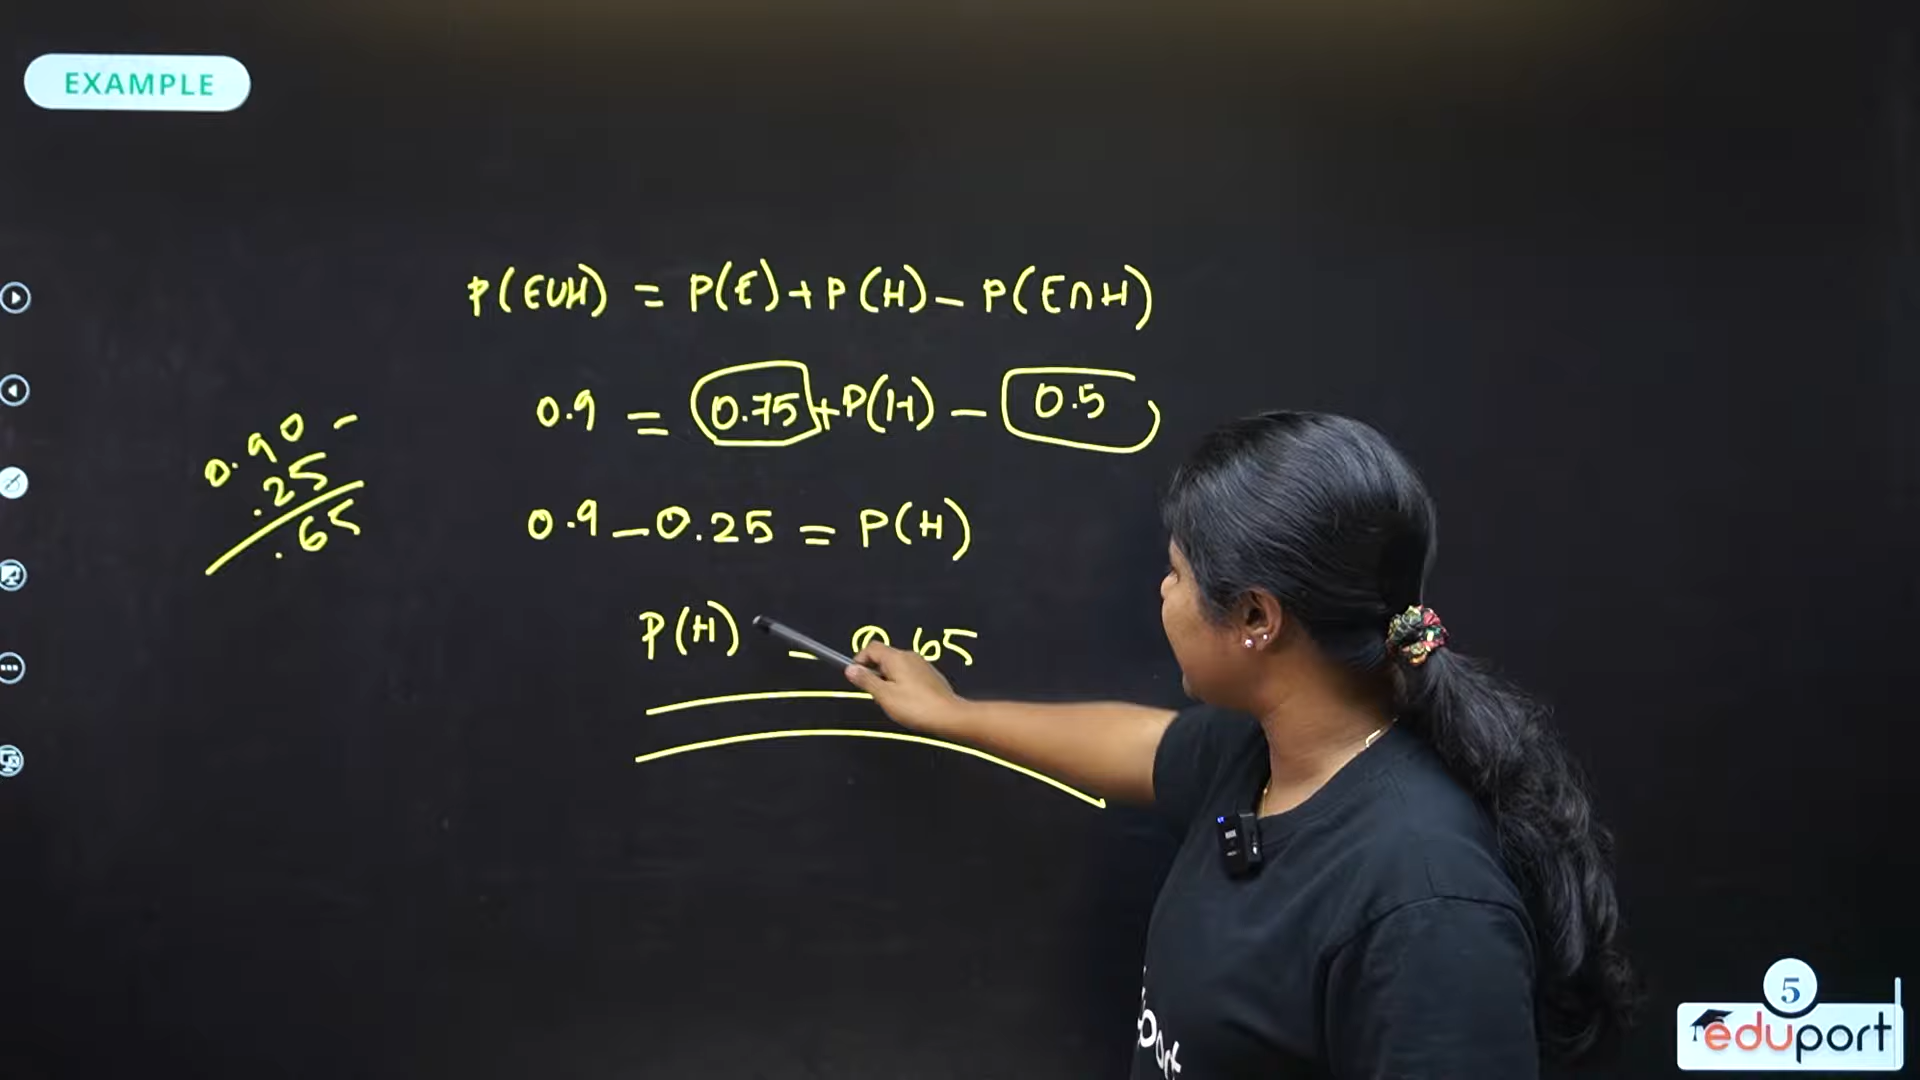 EXAMPLE
P(EUH) = P(E) + P(H) - P(E∩H)
0.9 = 0.75 + P(H) - 0.5
0.90 -
.25
.65
0.9 - 0.25 = P(H)
P(H) = 0.65
5
eduport